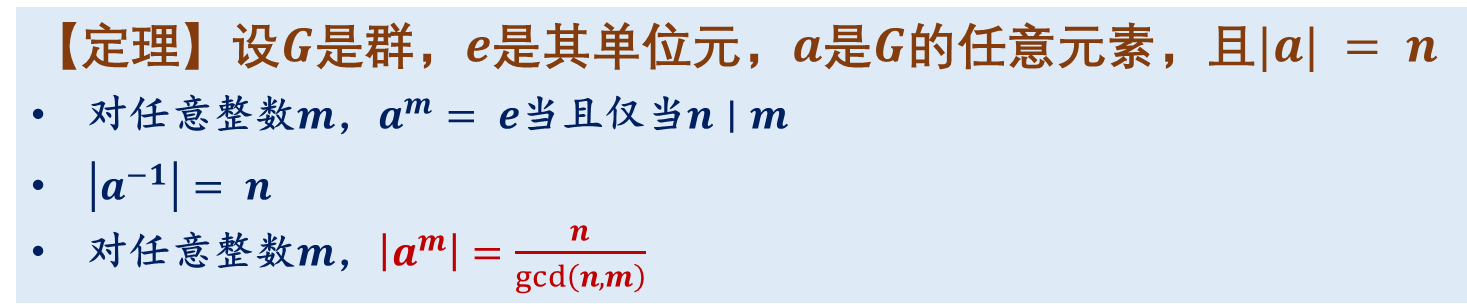 【定理】设G是群，e是其单位元，a是G的任意元素，且|a| = n
• 对任意整数m，aᵐ = e当且仅当n | m
• |a⁻¹| = n
• 对任意整数m，|aᵐ| = n/gcd(n,m)